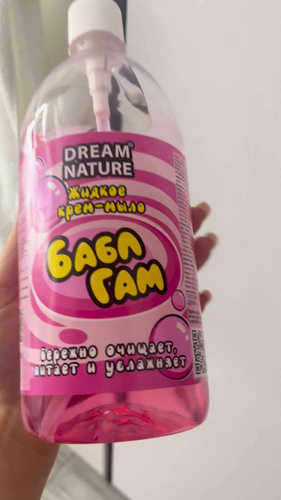 DREAM®
NATURE
Жидкое
крем-мыло
БАБЛ
ГАМ
бережно очищает,
питает и увлажняет